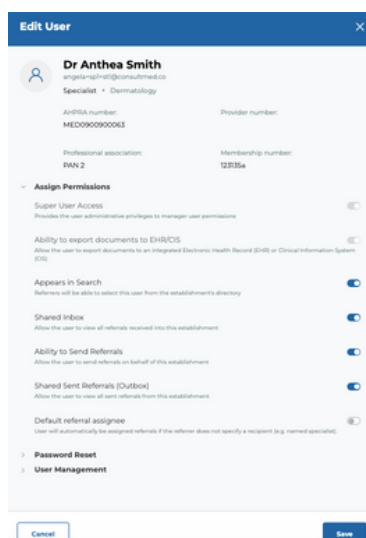 Edit User
Dr Anthea Smith
angela+spl+stl@consultmed.co
Specialist • Dermatology
AHPRA number:
Provider number:
MED0900900063
Professional association:
Membership number:
PAN 2
123135a
Assign Permissions
Super User Access
Provides the user administrative privileges to manager user permissions
Ability to export documents to EHR/CIS
Allow the user to export documents to an integrated Electronic Health Record (EHR) or Clinical Information System
(CIS)
Appears in Search
Referrers will be able to select this user from the establishment's directory
Shared Inbox
Allow the user to view all referrals received into this establishment
Ability to Send Referrals
Allow the user to send referrals on behalf of this establishment
Shared Sent Referrals (Outbox)
Allow the user to view all sent referrals from this establishment
Default referral assignee
User will automatically be assigned referrals if the referrer does not specify a recipient (e.g. named specialist)
Password Reset
User Management
Cancel
Save